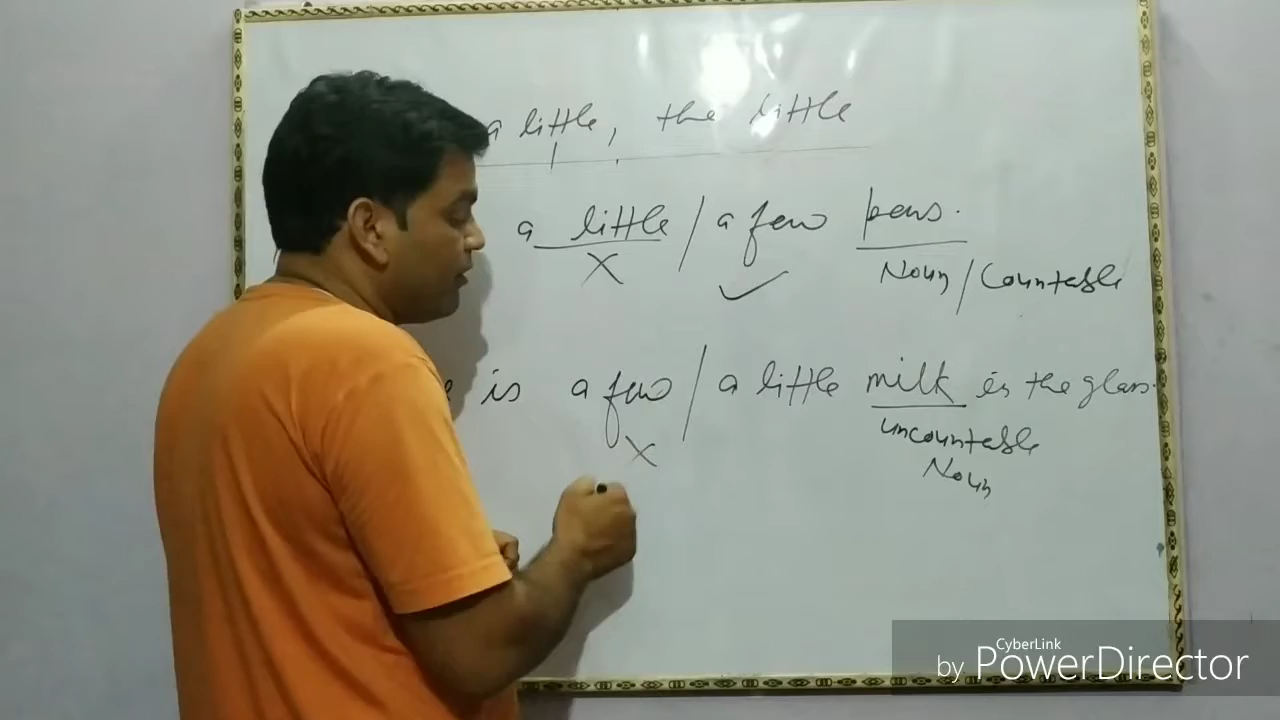 a little, the little
a little / a few pens.
X ✓ Noun / Countable
is a few / a little milk in the glass.
X uncountable
Noun
CyberLink
by PowerDirector